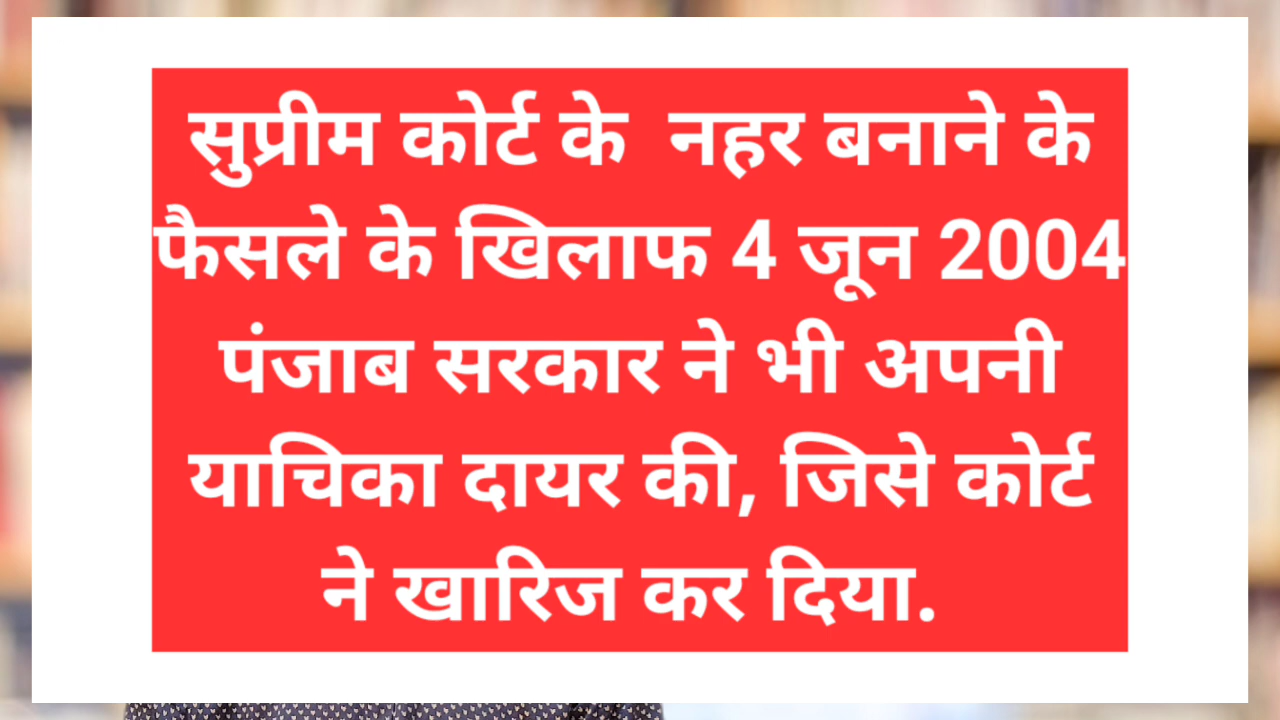 सुप्रीम कोर्ट के नहर बनाने के
फैसले के खिलाफ 4 जून 2004
पंजाब सरकार ने भी अपनी
याचिका दायर की, जिसे कोर्ट
ने खारिज कर दिया.